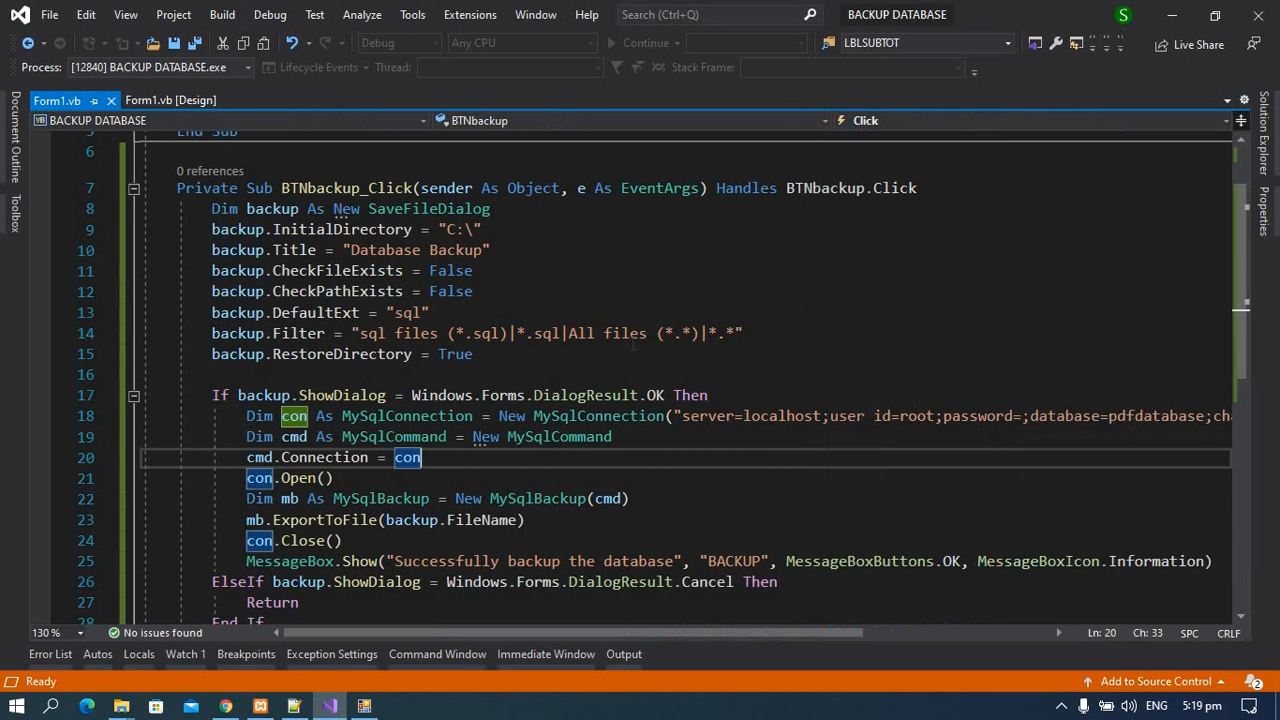 File Edit View Project Build Debug Test Analyze Tools Extensions Window Help Search (Ctrl+Q) BACKUP DATABASE S
Debug Any CPU Continue LBLSUBTOT Live Share
Process: [12840] BACKUP DATABASE.exe Lifecycle Events Thread: Stack Frame:
Form1.vb Form1.vb [Design]
VB BACKUP DATABASE BTNbackup Click
Document Outline
Toolbox
Solution Explorer
Properties
5 End Sub
6
0 references
7 Private Sub BTNbackup_Click(sender As Object, e As EventArgs) Handles BTNbackup.Click
8 Dim backup As New SaveFileDialog
9 backup.InitialDirectory = "C:\"
10 backup.Title = "Database Backup"
11 backup.CheckFileExists = False
12 backup.CheckPathExists = False
13 backup.DefaultExt = "sql"
14 backup.Filter = "sql files (*.sql)|*.sql|All files (*.*)|*.*"
15 backup.RestoreDirectory = True
16
17 If backup.ShowDialog = Windows.Forms.DialogResult.OK Then
18 Dim con As MySqlConnection = New MySqlConnection("server=localhost;user id=root;password=;database=pdfdatabase;cha
19 Dim cmd As MySqlCommand = New MySqlCommand
20 cmd.Connection = con
21 con.Open()
22 Dim mb As MySqlBackup = New MySqlBackup(cmd)
23 mb.ExportToFile(backup.FileName)
24 con.Close()
25 MessageBox.Show("Successfully backup the database", "BACKUP", MessageBoxButtons.OK, MessageBoxIcon.Information)
26 ElseIf backup.ShowDialog = Windows.Forms.DialogResult.Cancel Then
27 Return
28 End If
130 % No issues found Ln: 20 Ch: 33 SPC CRLF
Error List Autos Locals Watch 1 Breakpoints Exception Settings Command Window Immediate Window Output
Ready Add to Source Control 2
ENG 5:19 pm